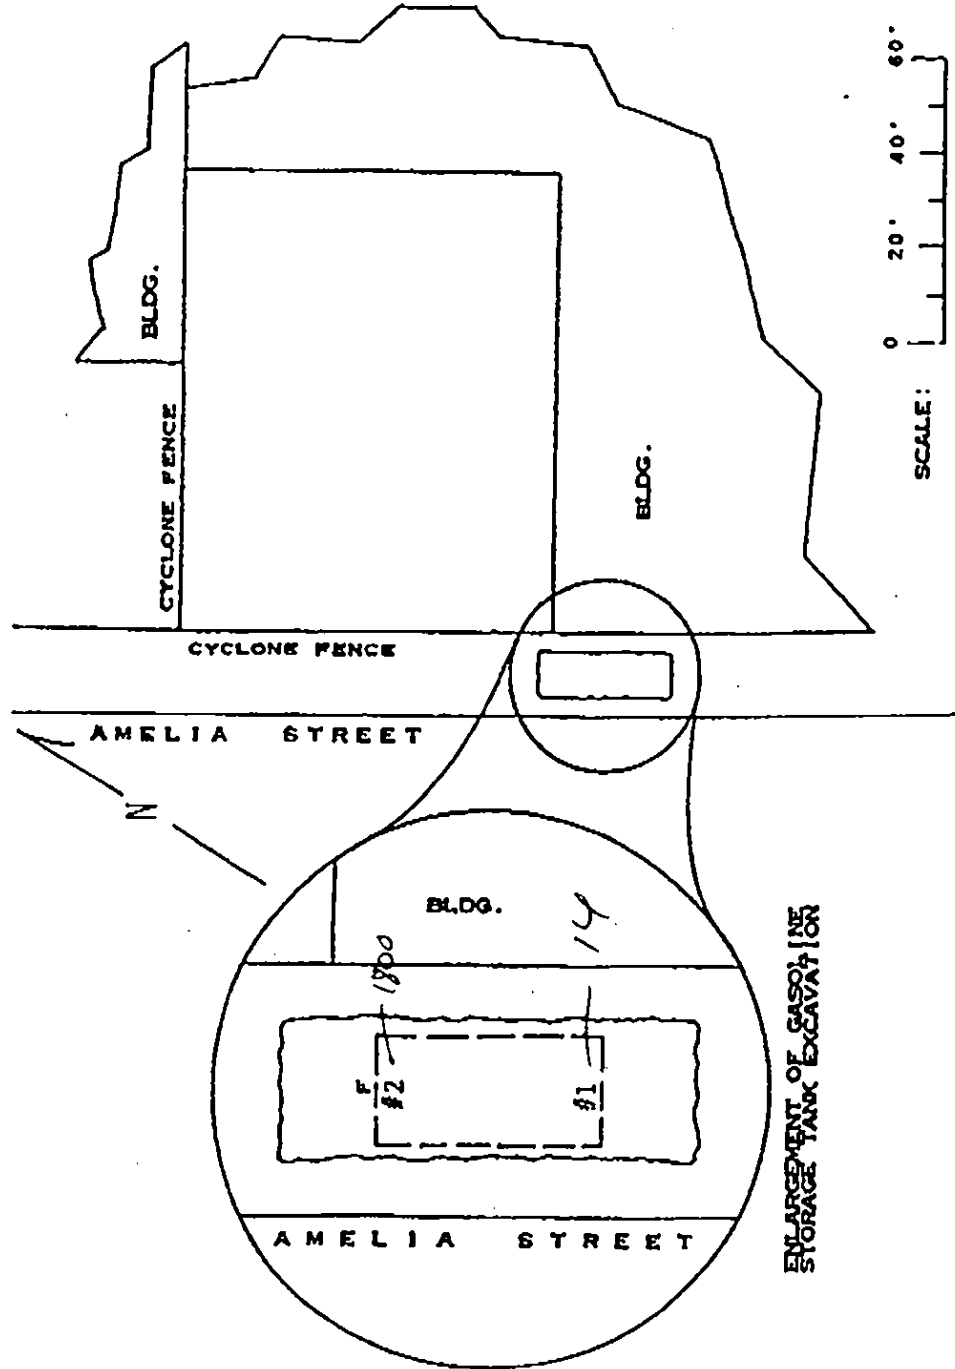 BLDG.
CYCLONE FENCE
CYCLONE FENCE
AMELIA STREET
N
BLDG.
SCALE:
0 20' 40' 60'
BLDG.
1800
14
F
#2
#1
AMELIA STREET
ENLARGEMENT OF GASOLINE
STORAGE TANK EXCAVATION